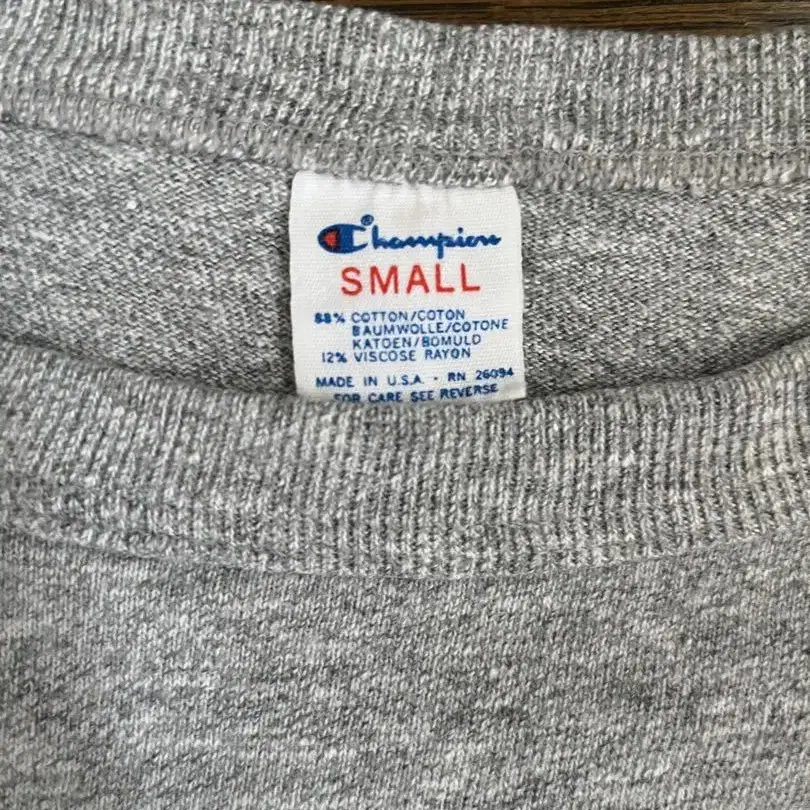 Champion®
SMALL
88% COTTON/COTON
BAUMWOLLE/COTONE
KATOEN/BOMULD
12% VISCOSE RAYON
MADE IN U.S.A. · RN 26094
FOR CARE SEE REVERSE